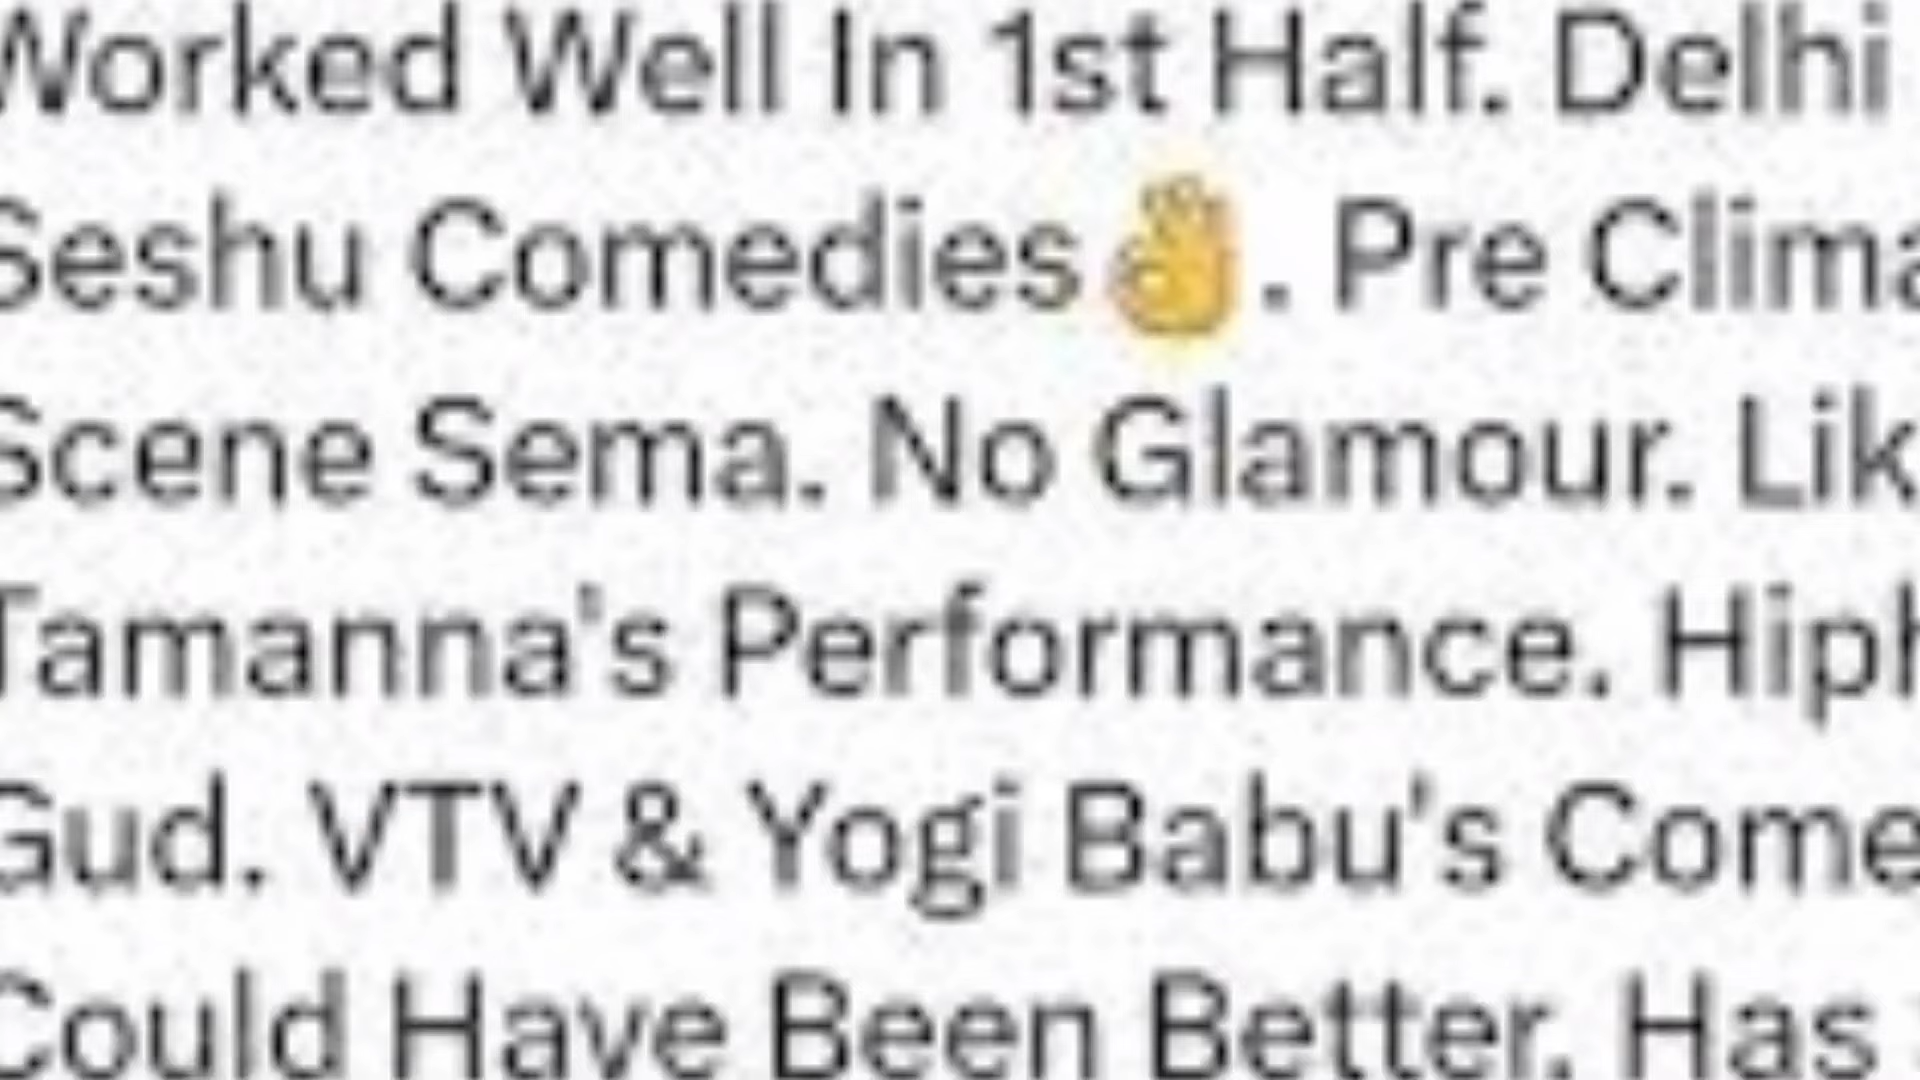 Worked Well In 1st Half. Delhi
Seshu Comedies👌. Pre Clima
Scene Sema. No Glamour. Lik
Tamanna's Performance. Hiph
Gud. VTV & Yogi Babu's Come
Could Have Been Better. Has